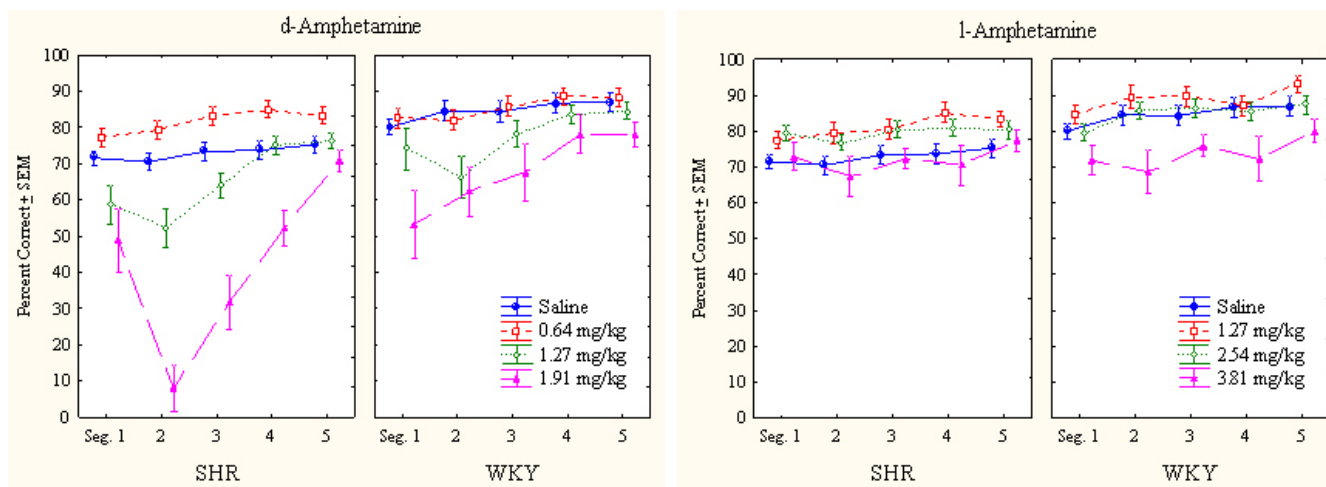 d-Amphetamine
Percent Correct ± SEM
100
90
80
70
60
50
40
30
20
10
0
Saline
0.64 mg/kg
1.27 mg/kg
1.91 mg/kg
Seg. 1 2 3 4 5 Seg. 1 2 3 4 5
SHR WKY
l-Amphetamine
Percent Correct ± SEM
100
90
80
70
60
50
40
30
20
10
0
Saline
1.27 mg/kg
2.54 mg/kg
3.81 mg/kg
Seg. 1 2 3 4 5 Seg. 1 2 3 4 5
SHR WKY